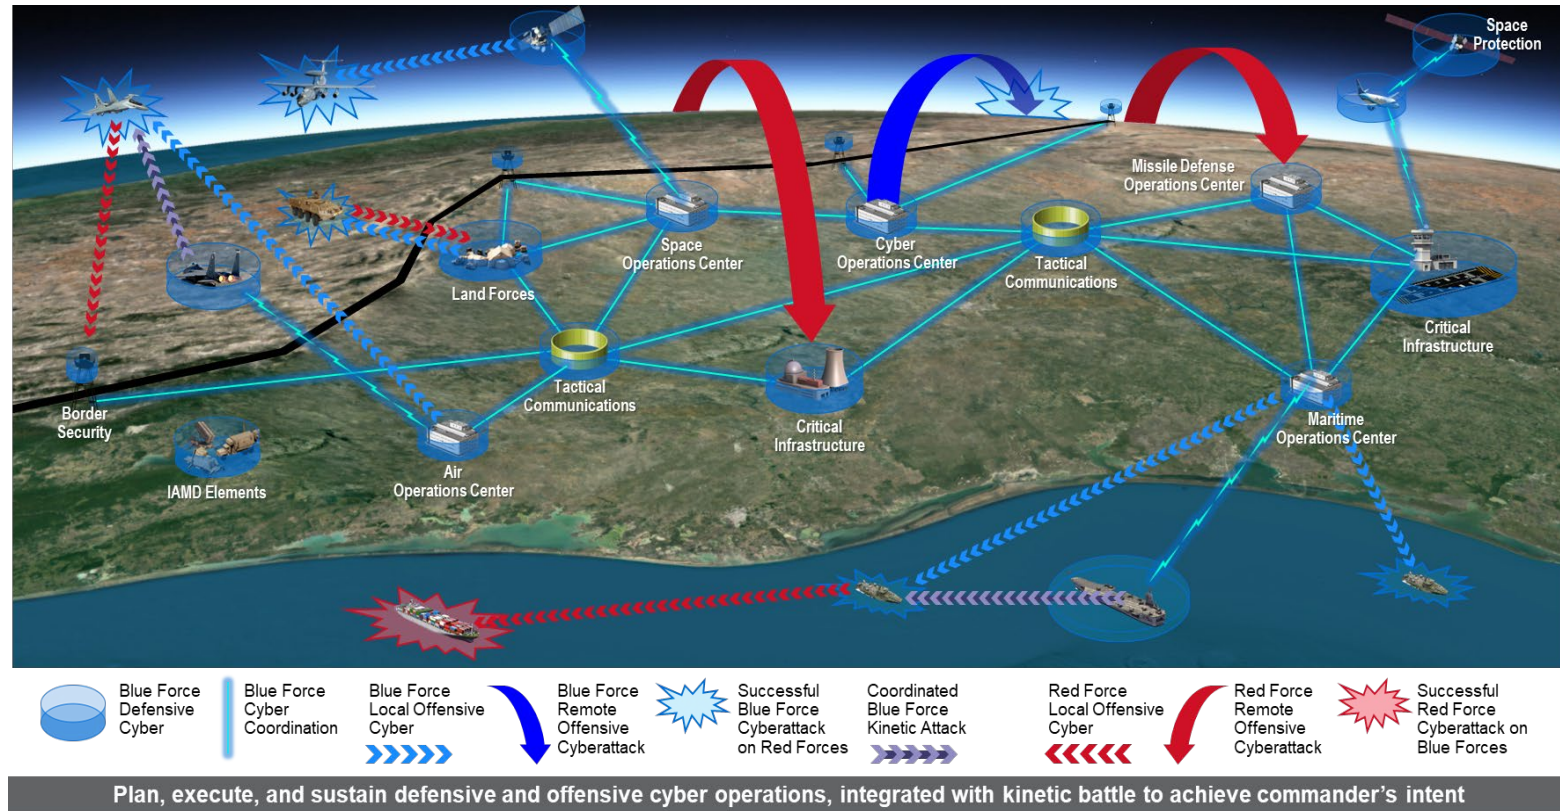 Space
Protection
Missile Defense
Operations Center
Space
Operations Center
Cyber
Operations Center
Tactical
Communications
Land Forces
Critical
Infrastructure
Tactical
Communications
Border
Security
Critical
Infrastructure
Maritime
Operations Center
IAMD Elements
Air
Operations Center
Blue Force
Defensive
Cyber
Blue Force
Cyber
Coordination
Blue Force
Local Offensive
Cyber
Blue Force
Remote
Offensive
Cyberattack
Successful
Blue Force
Cyberattack
on Red Forces
Coordinated
Blue Force
Kinetic Attack
Red Force
Local Offensive
Cyber
Red Force
Remote
Offensive
Cyberattack
Successful
Red Force
Cyberattack on
Blue Forces
Plan, execute, and sustain defensive and offensive cyber operations, integrated with kinetic battle to achieve commander's intent